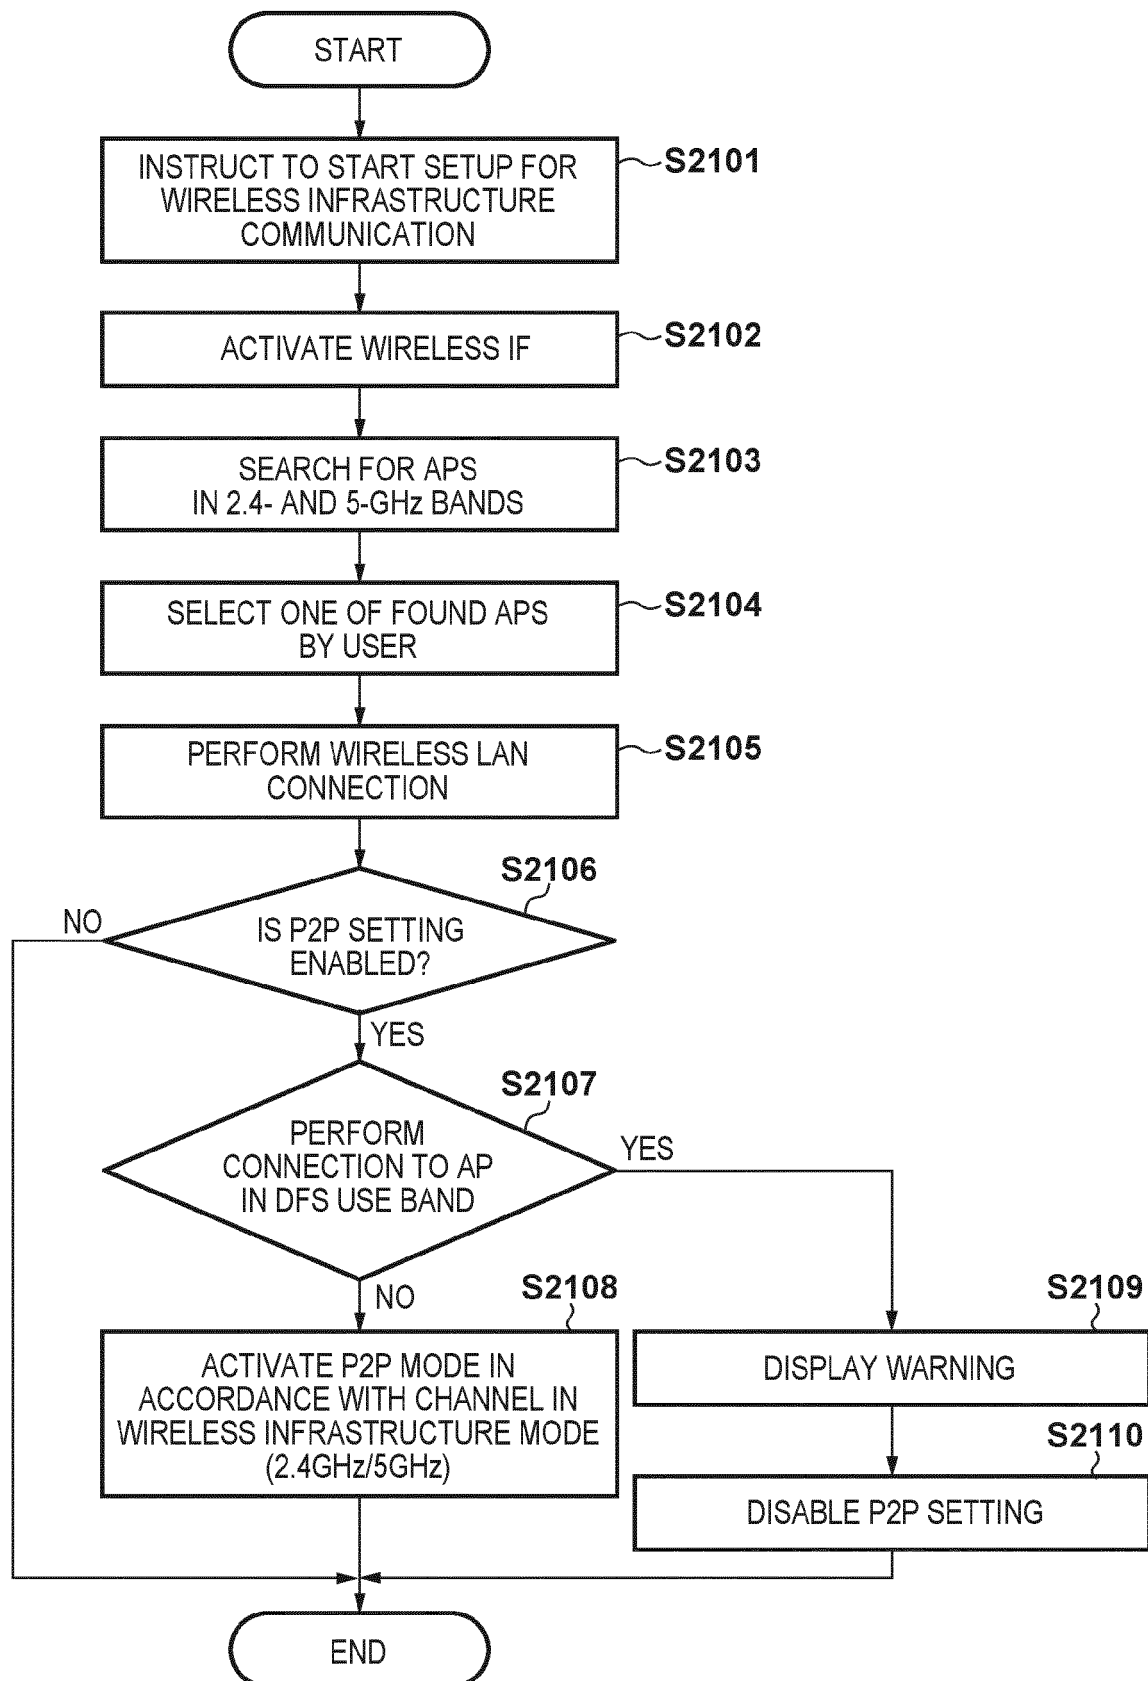 START
INSTRUCT TO START SETUP FOR
WIRELESS INFRASTRUCTURE
COMMUNICATION
S2101
ACTIVATE WIRELESS IF
S2102
SEARCH FOR APS
IN 2.4- AND 5-GHz BANDS
S2103
SELECT ONE OF FOUND APS
BY USER
S2104
PERFORM WIRELESS LAN
CONNECTION
S2105
S2106
NO
IS P2P SETTING
ENABLED?
YES
S2107
PERFORM
CONNECTION TO AP
IN DFS USE BAND
YES
NO
S2108
ACTIVATE P2P MODE IN
ACCORDANCE WITH CHANNEL IN
WIRELESS INFRASTRUCTURE MODE
(2.4GHz/5GHz)
S2109
DISPLAY WARNING
S2110
DISABLE P2P SETTING
END